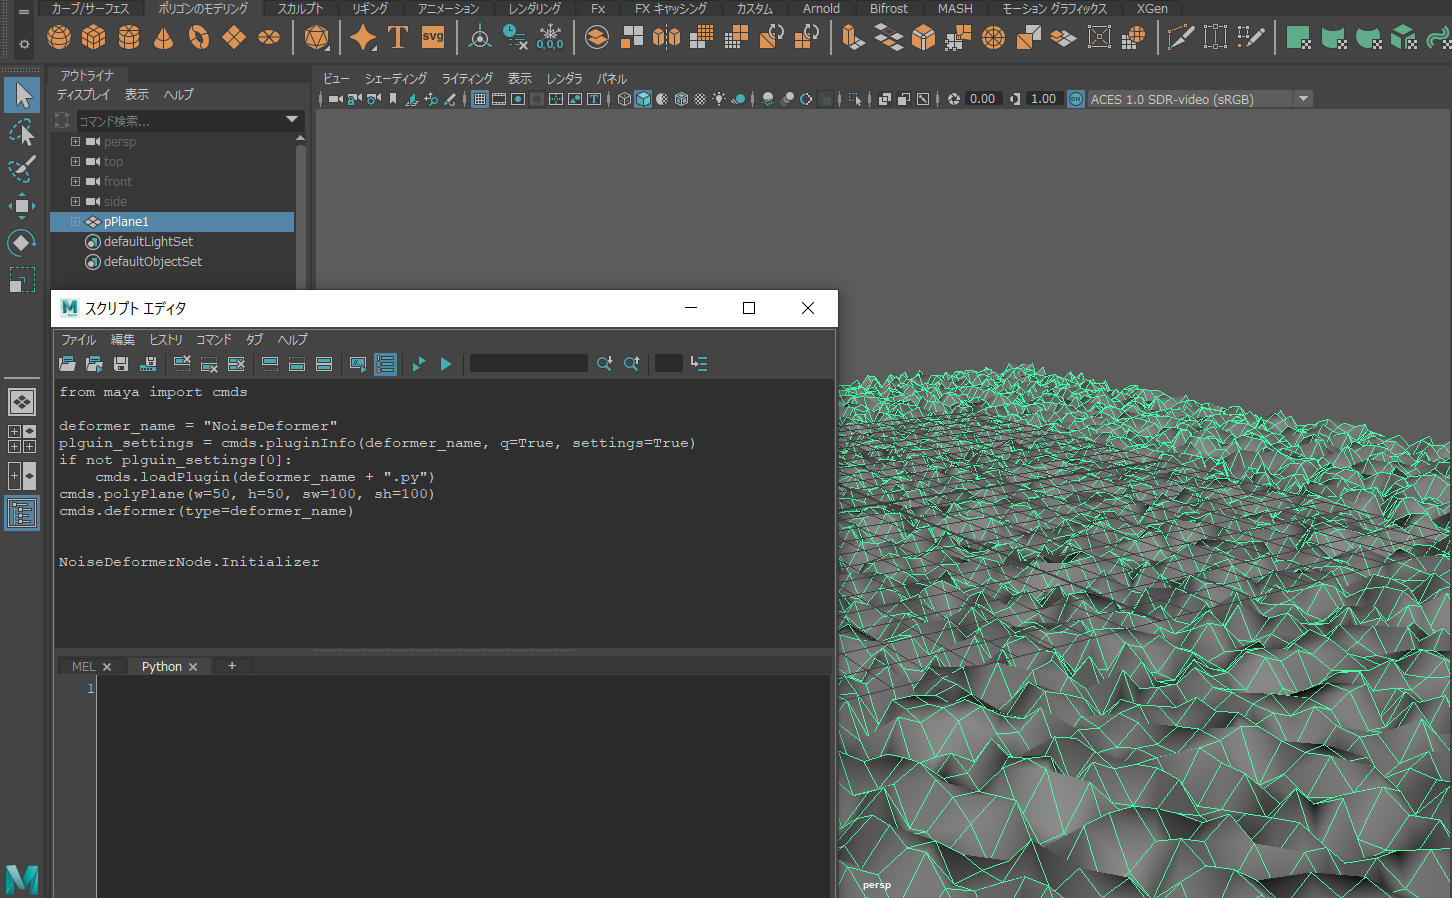 カーブ/サーフェス ポリゴンのモデリング スカルプト リギング アニメーション レンダリング Fx FX キャッシング カスタム Arnold Bifrost MASH モーション グラフィックス XGen
T svg 0,0,0
アウトライナ
ディスプレイ 表示 ヘルプ
コマンド検索...
persp
top
front
side
pPlane1
defaultLightSet
defaultObjectSet
ビュー シェーディング ライティング 表示 レンダラ パネル
0.00 1.00 ON ACES 1.0 SDR-video (sRGB)
M スクリプト エディタ
ファイル 編集 ヒストリ コマンド タブ ヘルプ
from maya import cmds
deformer_name = "NoiseDeformer"
plguin_settings = cmds.pluginInfo(deformer_name, q=True, settings=True)
if not plguin_settings[0]:
    cmds.loadPlugin(deformer_name + ".py")
cmds.polyPlane(w=50, h=50, sw=100, sh=100)
cmds.deformer(type=deformer_name)
NoiseDeformerNode.Initializer
MEL Python +
1
persp
M